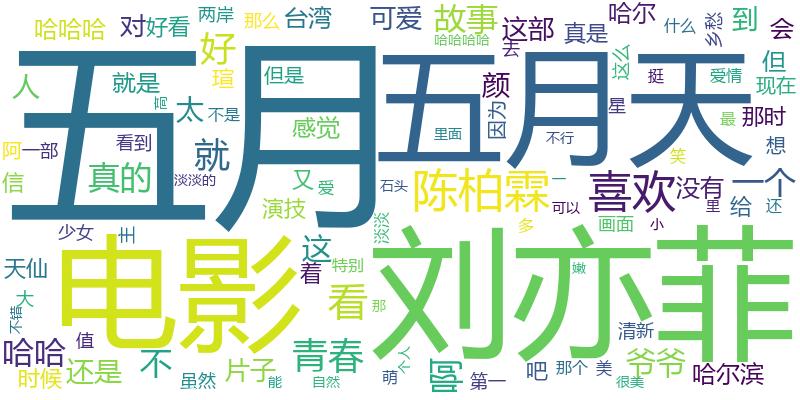 哈哈哈
对
好看
两岸
那么
台湾
可爱
故事
哈哈哈哈
这部
去
真是
哈尔
什么
乡愁
到
会
好
这么
但
人
就是
瑄
但是
五月
五月天
颜
因为
星
挺
爱情
现在
太
不是
感觉
里面
不行
最
那时
阿
一部
看到
就
笑
想
信
真的
淡淡的
又
爱
石头
陈柏霖
一
喜欢
没有
一个
演技
可以
里
给
还
少女
淡淡
多
画面
小
这
电影
刘亦菲
天仙
着
特别
大
看
那
嫩
不错
值
清新
哈哈
还是
不
青春
个人
爷爷
时候
虽然
片子
能
自然
萌
啊
第一
吧
那个
美
很美
哈尔滨